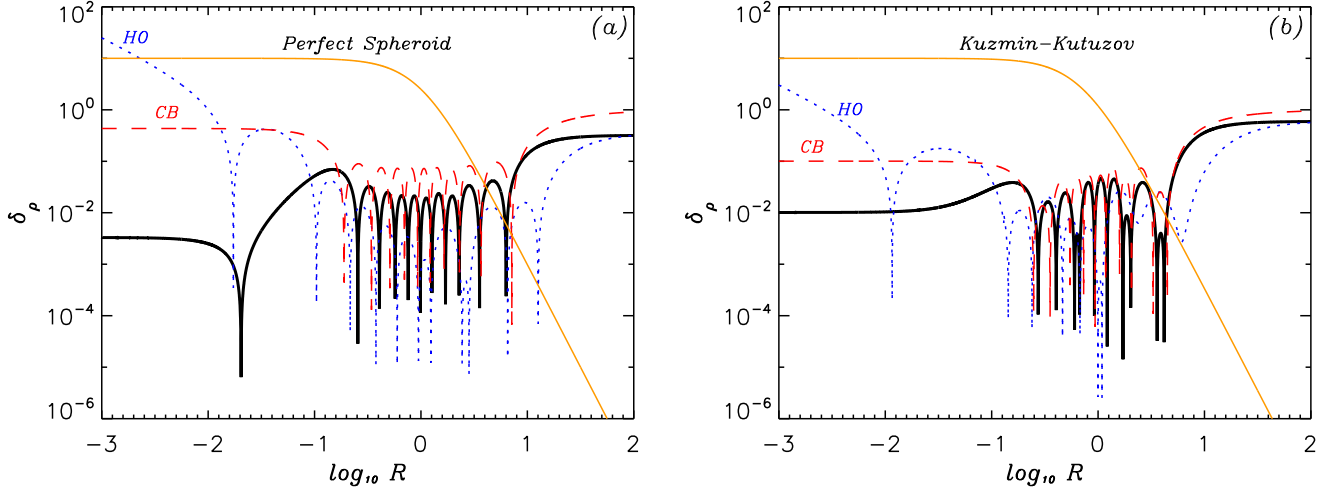 (a)
Perfect Spheroid
HO
CB
10^2
10^0
10^-2
10^-4
10^-6
δ_ρ
-3 -2 -1 0 1 2
log₁₀ R
(b)
Kuzmin-Kutuzov
HO
CB
10^2
10^0
10^-2
10^-4
10^-6
δ_ρ
-3 -2 -1 0 1 2
log₁₀ R